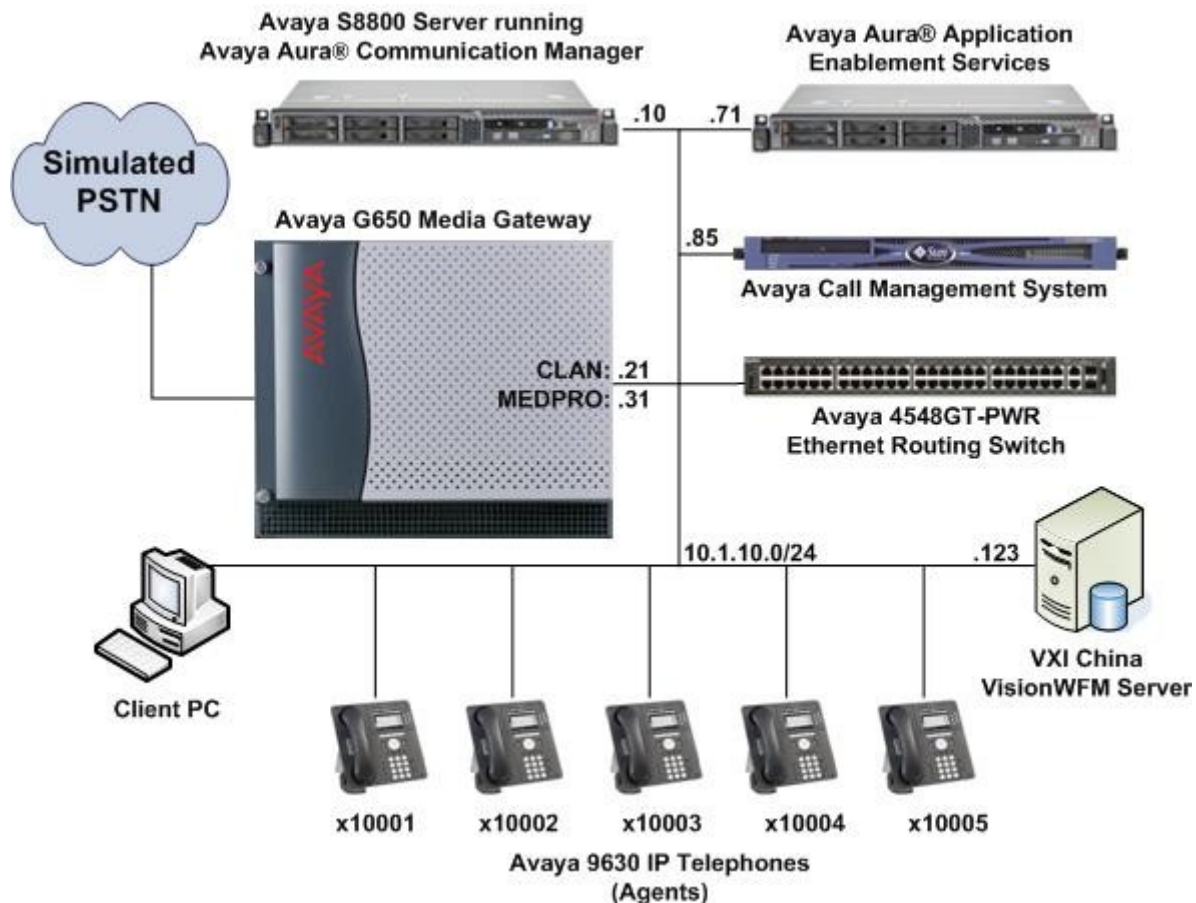 Avaya S8800 Server running
Avaya Aura® Communication Manager
Avaya Aura® Application
Enablement Services
.10
.71
Simulated
PSTN
Avaya G650 Media Gateway
AVAYA
.85
Sun
Avaya Call Management System
CLAN: .21
MEDPRO: .31
Avaya 4548GT-PWR
Ethernet Routing Switch
10.1.10.0/24
.123
Client PC
VXI China
VisionWFM Server
x10001
x10002
x10003
x10004
x10005
Avaya 9630 IP Telephones
(Agents)